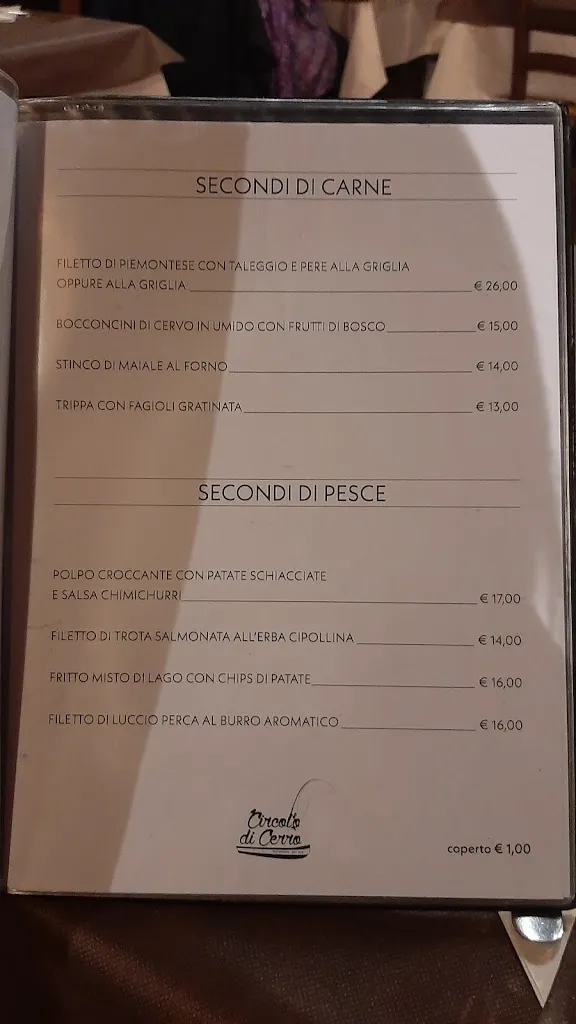 SECONDI DI CARNE
FILETTO DI PIEMONTESE CON TALEGGIO E PERE ALLA GRIGLIA
OPPURE ALLA GRIGLIA € 26,00
BOCCONCINI DI CERVO IN UMIDO CON FRUTTI DI BOSCO € 15,00
STINCO DI MAIALE AL FORNO € 14,00
TRIPPA CON FAGIOLI GRATINATA € 13,00
SECONDI DI PESCE
POLPO CROCCANTE CON PATATE SCHIACCIATE
E SALSA CHIMICHURRI € 17,00
FILETTO DI TROTA SALMONATA ALL'ERBA CIPOLLINA € 14,00
FRITTO MISTO DI LAGO CON CHIPS DI PATATE € 16,00
FILETTO DI LUCCIO PERCA AL BURRO AROMATICO € 16,00
Circolo
di Cerro
coperto € 1,00